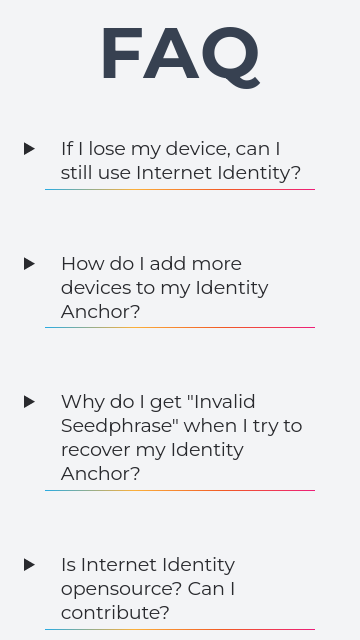 FAQ
If I lose my device, can I
still use Internet Identity?
How do I add more
devices to my Identity
Anchor?
Why do I get "Invalid
Seedphrase" when I try to
recover my Identity
Anchor?
Is Internet Identity
opensource? Can I
contribute?